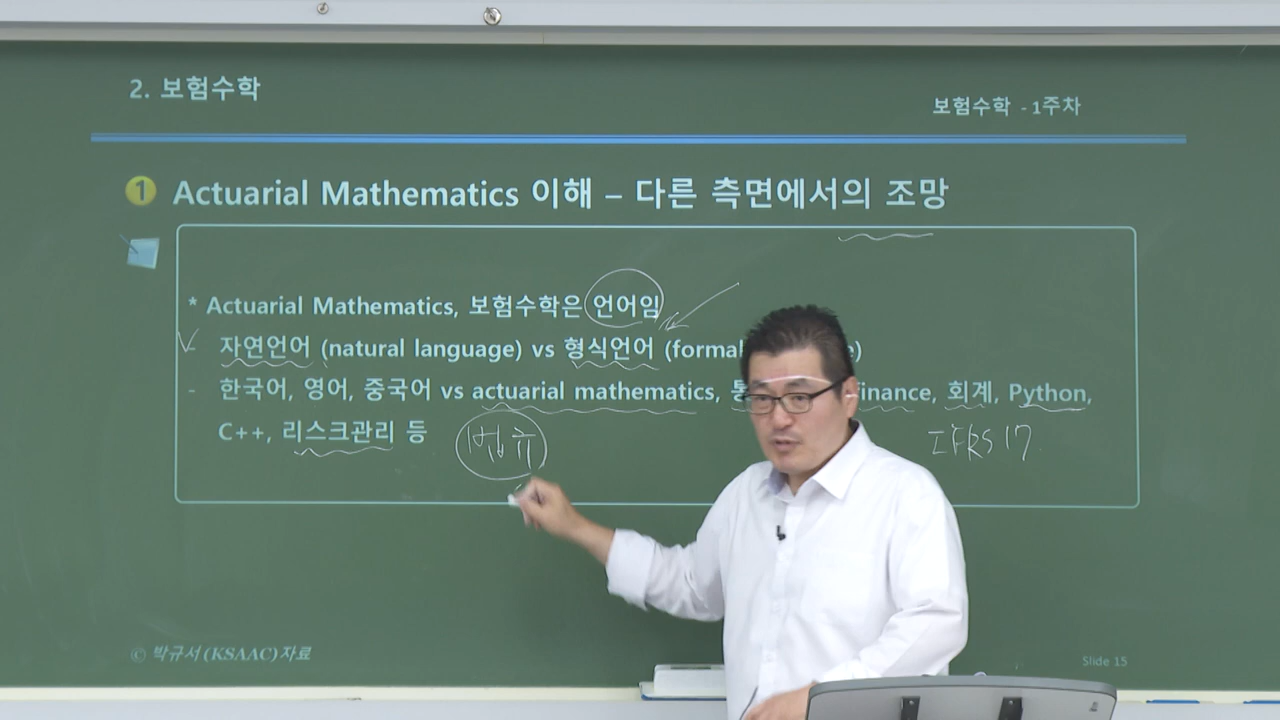 2. 보험수학
보험수학 - 1주차
1 Actuarial Mathematics 이해 – 다른 측면에서의 조망
* Actuarial Mathematics, 보험수학은 언어임
- 자연언어 (natural language) vs 형식언어 (formal
- 한국어, 영어, 중국어 vs actuarial mathematics, inance, 회계, Python,
C++, 리스크관리 등
법규
IFRS 17
© 박규서(KSAAC)자료
Slide 15